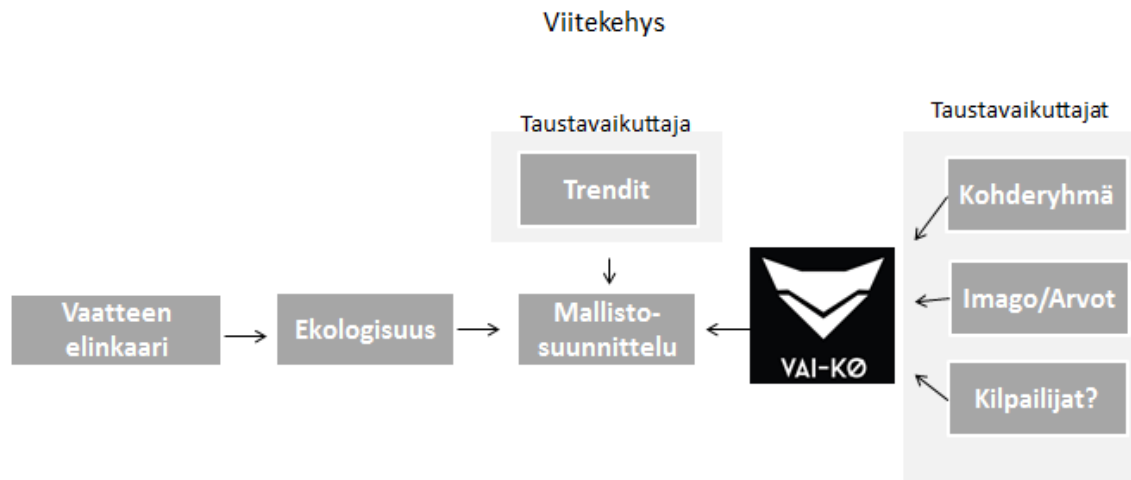 Viitekehys
Taustavaikuttaja
Trendit
Taustavaikuttajat
Kohderyhmä
Imago/Arvot
Kilpailijat?
Vaatteen
elinkaari
Ekologisuus
Mallisto-
suunnittelu
VAI-KØ